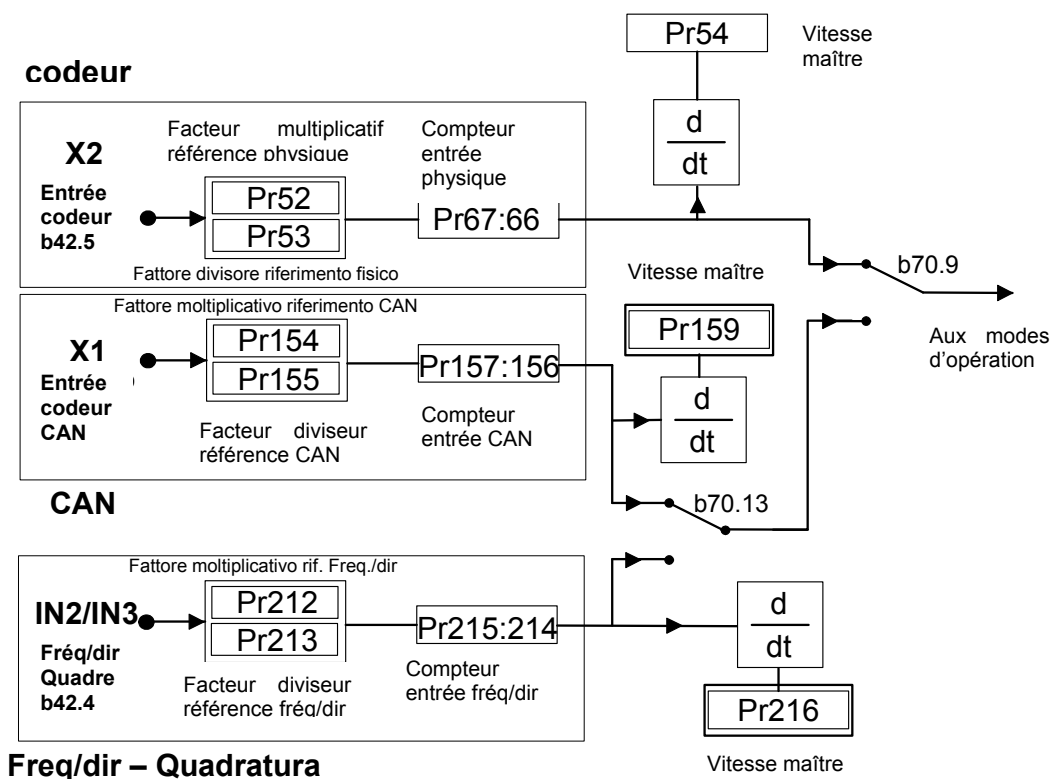 Pr54
Vitesse
maître
codeur
d
dt
X2
Entrée
codeur
b42.5
Facteur multiplicatif
référence physique
Pr52
Pr53
Fattore divisore riferimento fisico
Compteur
entrée
physique
Pr67:66
Vitesse maître
Pr159
b70.9
Aux modes
d'opération
Fattore moltiplicativo riferimento CAN
X1
Entrée
codeur
CAN
Pr154
Pr155
Facteur diviseur
référence CAN
Pr157:156
Compteur
entrée CAN
d
dt
CAN
b70.13
Fattore moltiplicativo rif. Freq./dir
IN2/IN3
Fréq/dir
Quadre
b42.4
Pr212
Pr213
Facteur diviseur
référence fréq/dir
Pr215:214
Compteur
entrée fréq/dir
d
dt
Pr216
Vitesse maître
Freq/dir – Quadratura